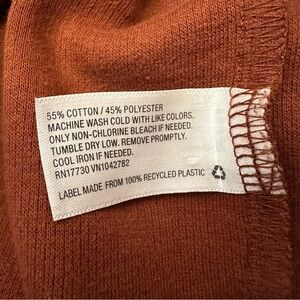 55% COTTON / 45% POLYESTER
MACHINE WASH COLD WITH LIKE COLORS,
ONLY NON-CHLORINE BLEACH IF NEEDED.
TUMBLE DRY LOW. REMOVE PROMPTLY.
COOL IRON IF NEEDED.
RN17730 VN1042782
LABEL MADE FROM 100% RECYCLED PLASTIC